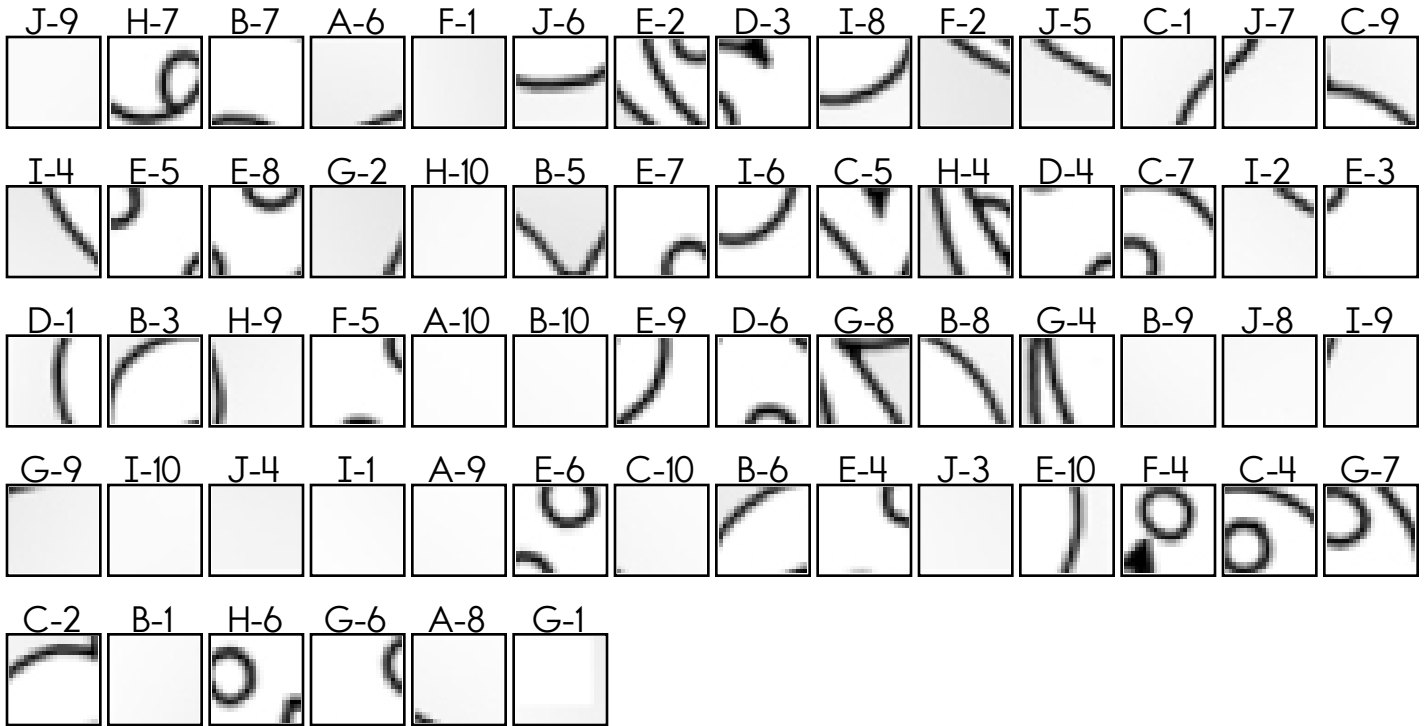 J-9 H-7 B-7 A-6 F-1 J-6 E-2 D-3 I-8 F-2 J-5 C-1 J-7 C-9
I-4 E-5 E-8 G-2 H-10 B-5 E-7 I-6 C-5 H-4 D-4 C-7 I-2 E-3
D-1 B-3 H-9 F-5 A-10 B-10 E-9 D-6 G-8 B-8 G-4 B-9 J-8 I-9
G-9 I-10 J-4 I-1 A-9 E-6 C-10 B-6 E-4 J-3 E-10 F-4 C-4 G-7
C-2 B-1 H-6 G-6 A-8 G-1